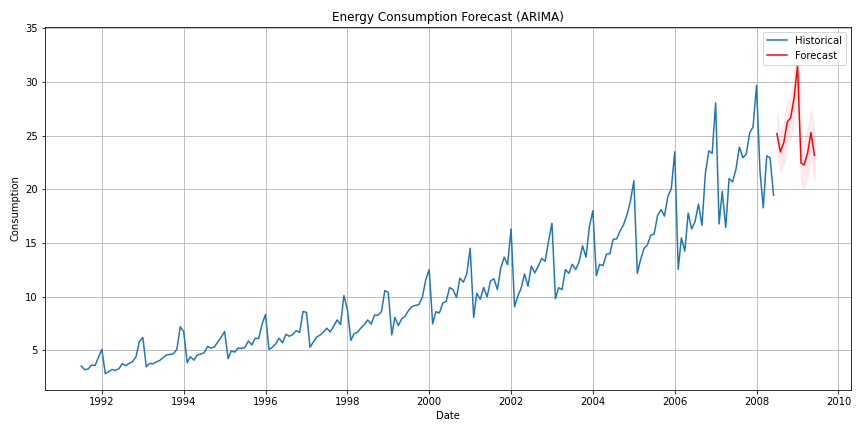 Energy Consumption Forecast (ARIMA)
Historical
Forecast
Consumption
35
30
25
20
15
10
5
1992 1994 1996 1998 2000 2002 2004 2006 2008 2010
Date